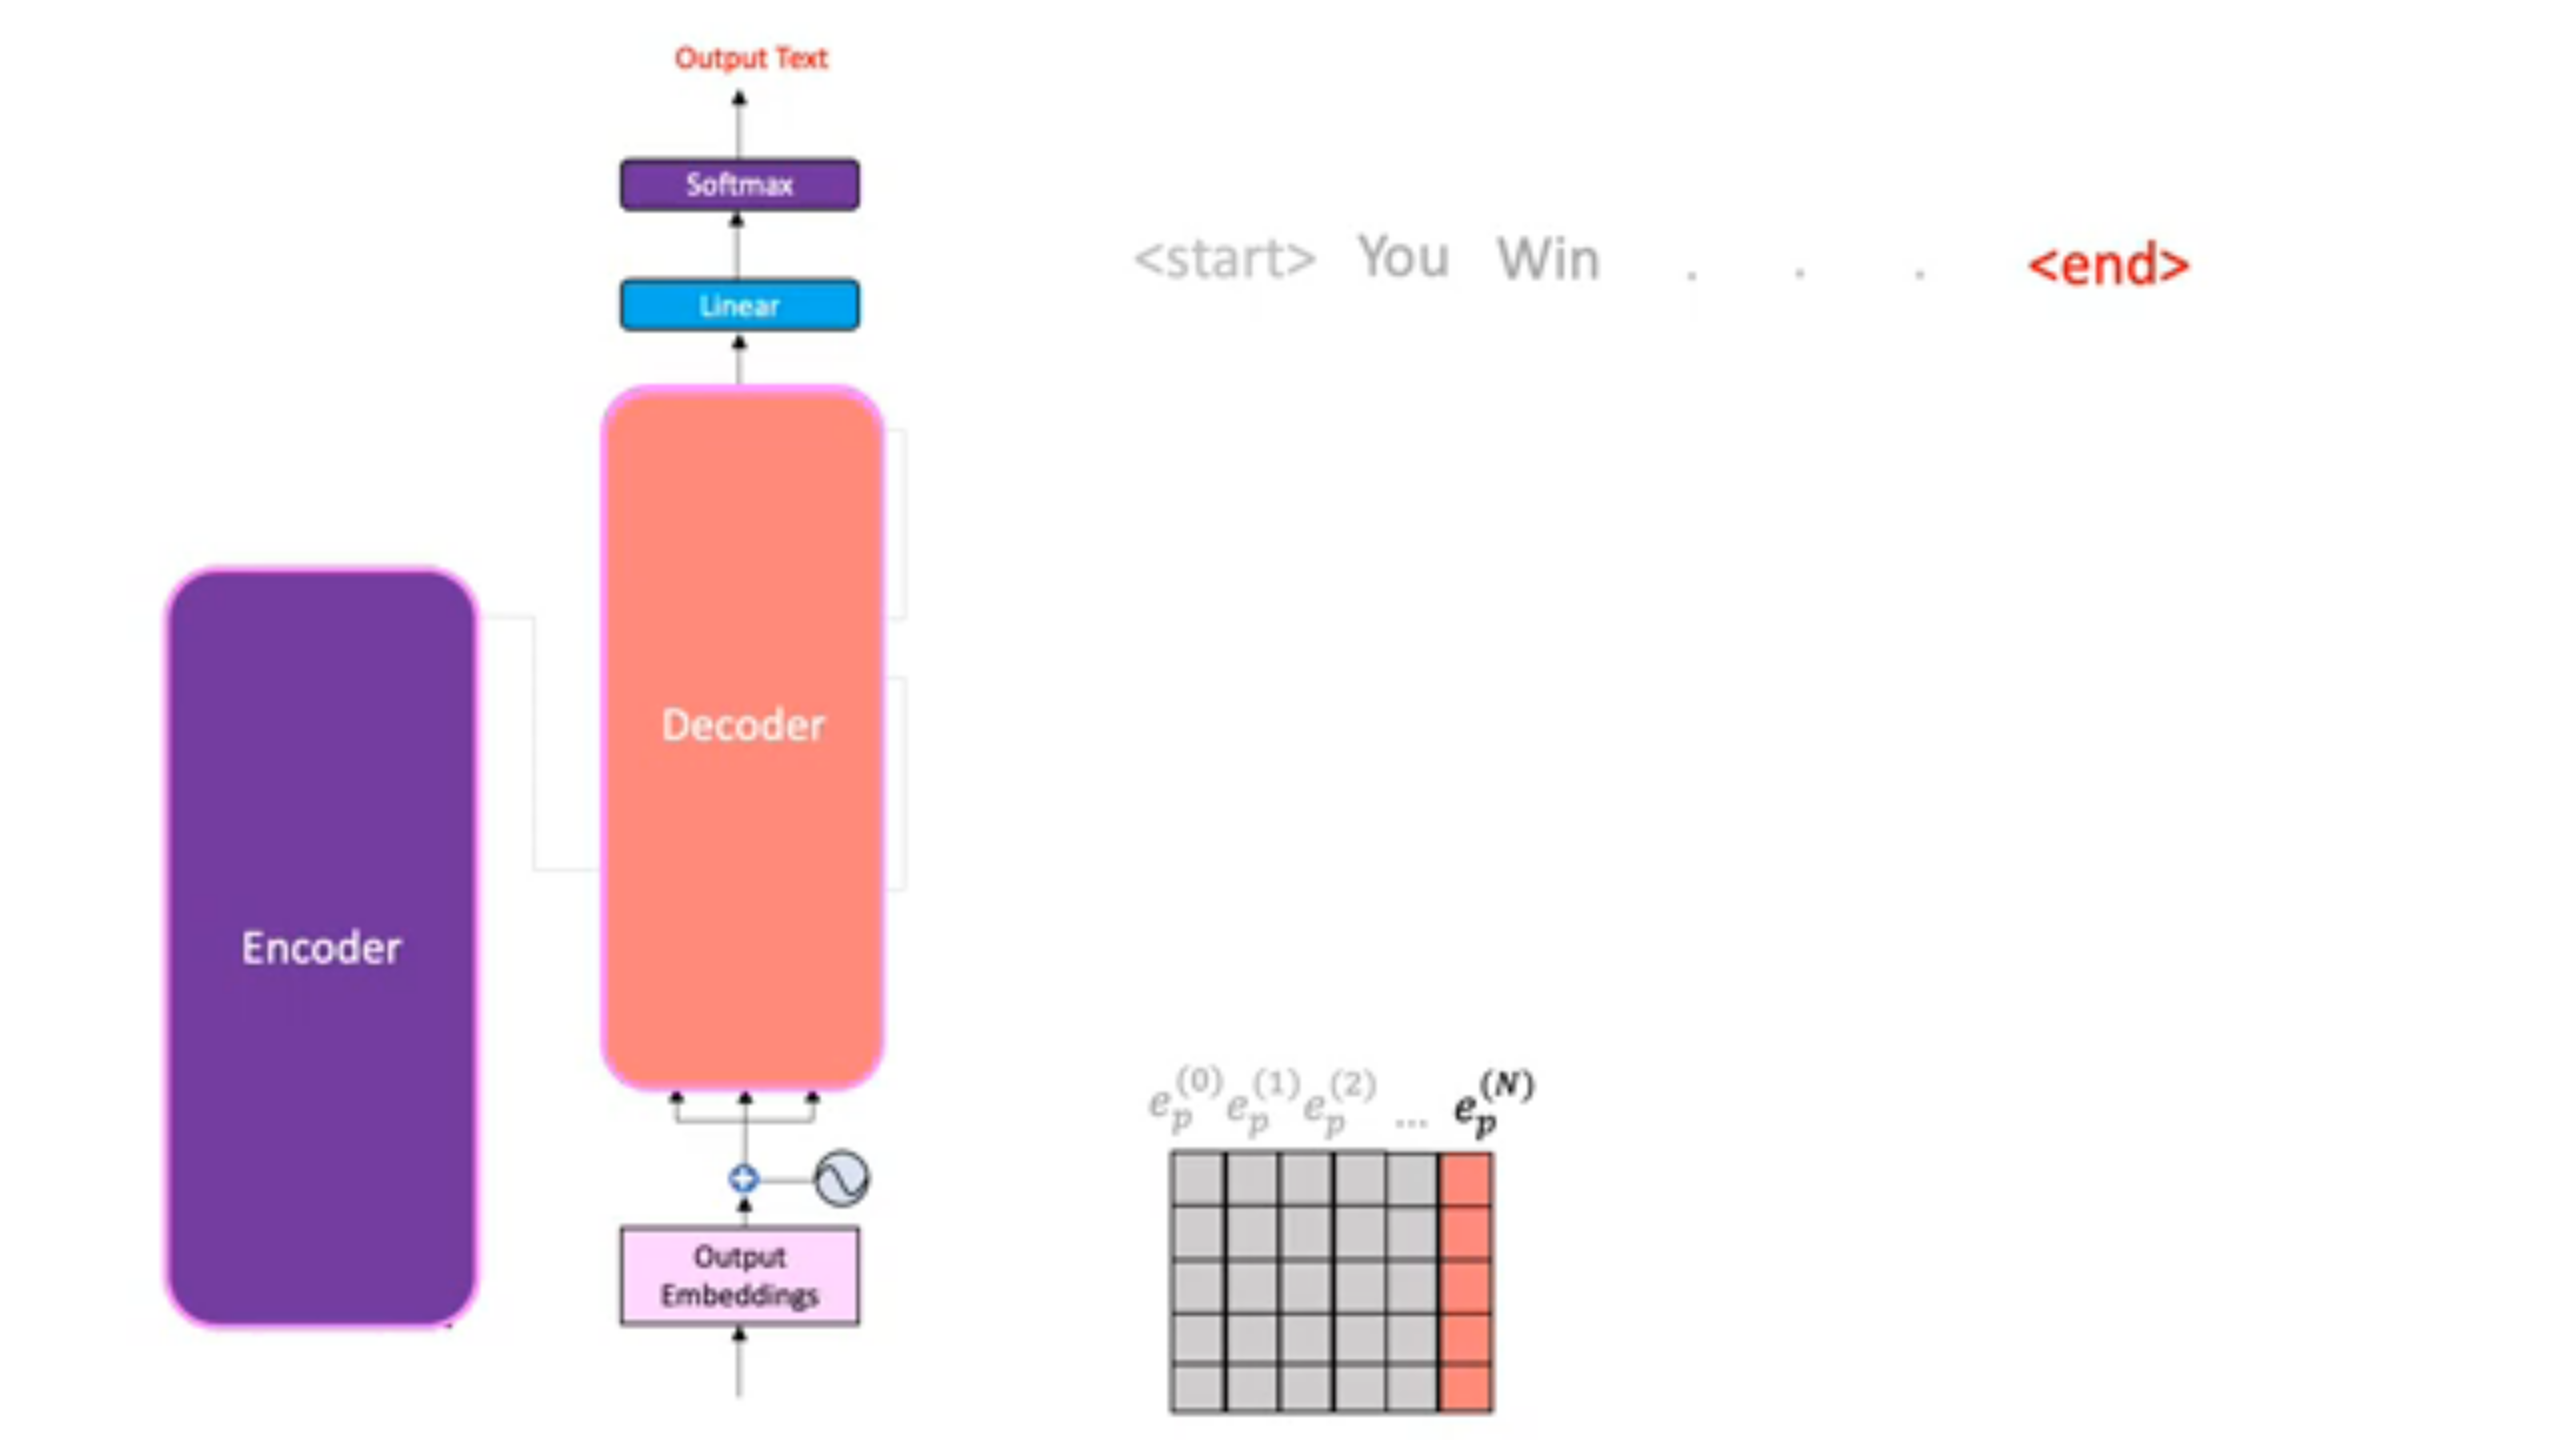 Output Text
Softmax
Linear
Decoder
Encoder
Output
Embeddings
<start> You Win . . . <end>
e_p^(0) e_p^(1) e_p^(2) ... e_p^(N)